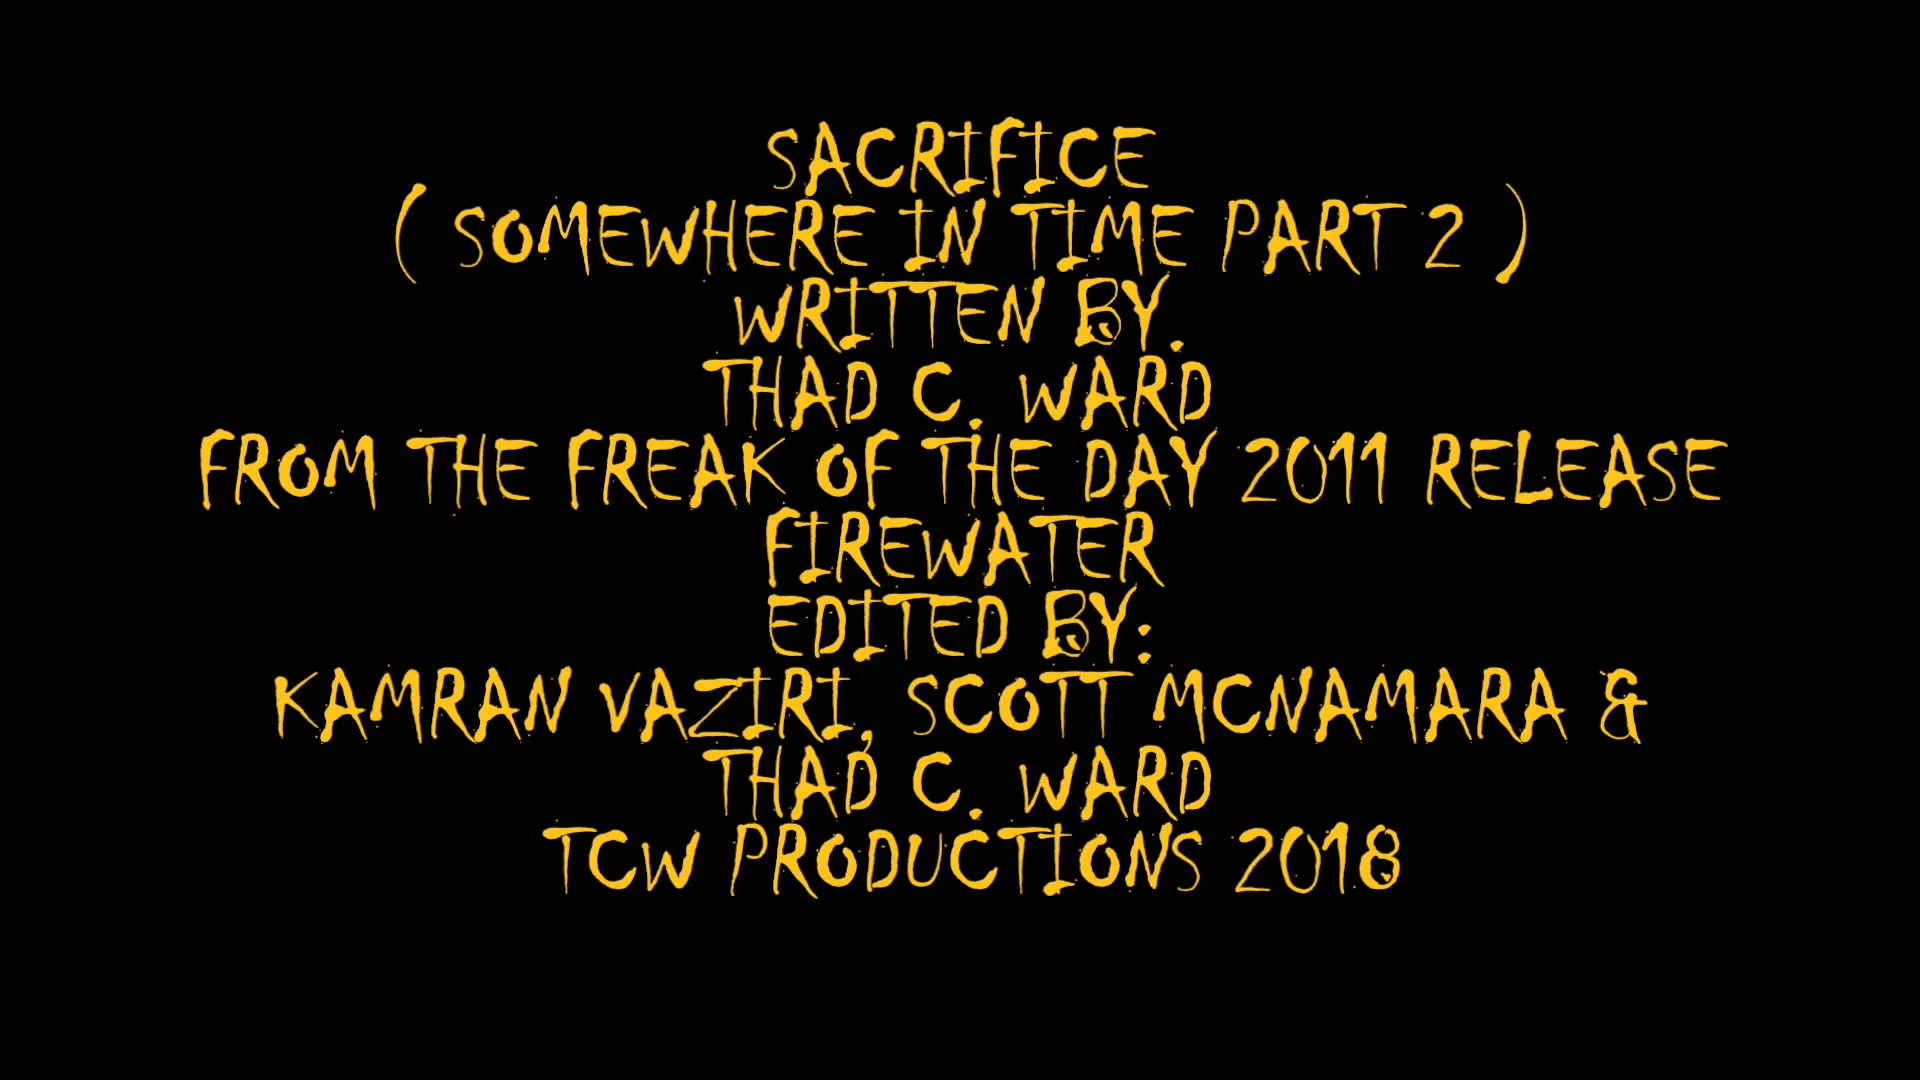 SACRIFICE
( SOMEWHERE IN TIME PART 2 )
WRITTEN BY.
THAD C. WARD
FROM THE FREAK OF THE DAY 2011 RELEASE
FIREWATER
EDITED BY:
KAMRAN VAZIRI, SCOTT MCNAMARA &
THAD C. WARD
TCW PRODUCTIONS 2018